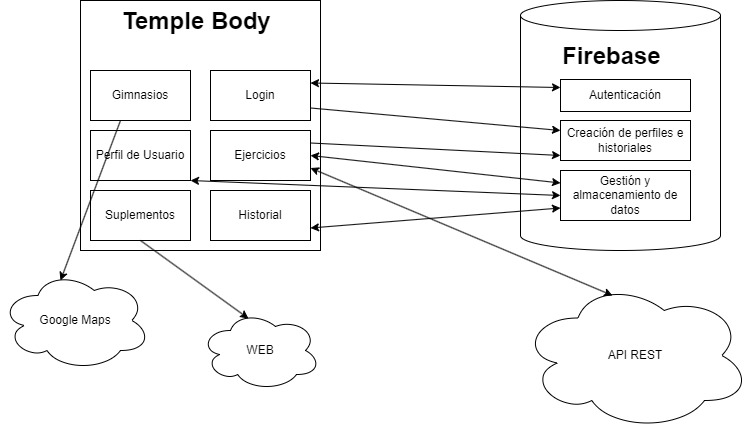 Temple Body
Firebase
Gimnasios
Login
Autenticación
Creación de perfiles e
historiales
Perfil de Usuario
Ejercicios
Gestión y
almacenamiento de
datos
Suplementos
Historial
Google Maps
WEB
API REST